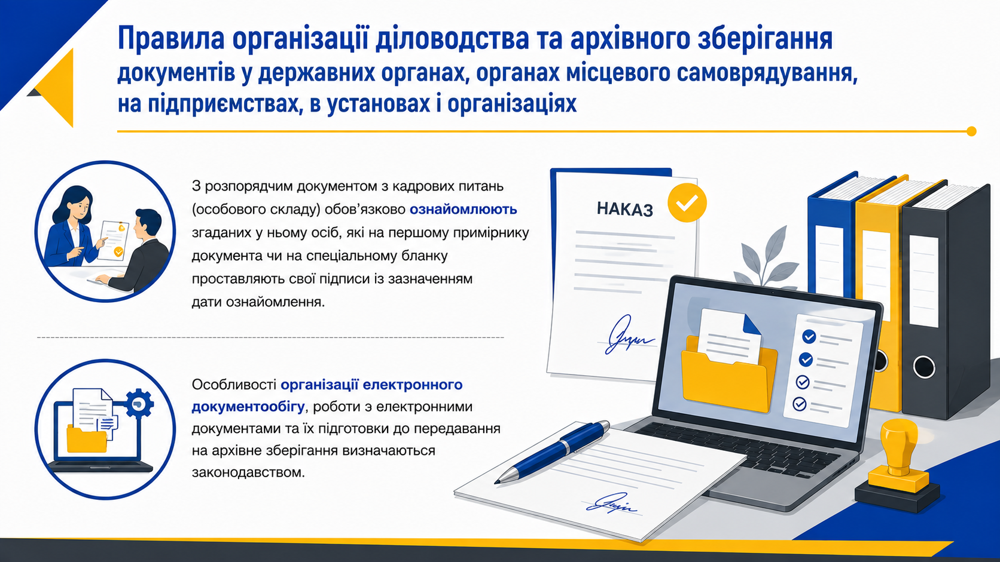 Правила організації діловодства та архівного зберігання
документів у державних органах, органах місцевого самоврядування,
на підприємствах, в установах і організаціях
З розпорядчим документом з кадрових питань
(особового складу) обов’язково ознайомлюють
згаданих у ньому осіб, які на першому примірнику
документа чи на спеціальному бланку
проставляють свої підписи із зазначенням
дати ознайомлення.
Особливості організації електронного
документообігу, роботи з електронними
документами та їх підготовки до передавання
на архівне зберігання визначаються
законодавством.
НАКАЗ